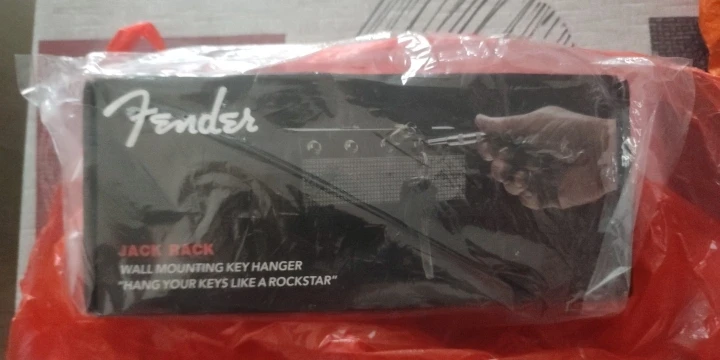 Fender
JACK RACK
WALL MOUNTING KEY HANGER
"HANG YOUR KEYS LIKE A ROCKSTAR"